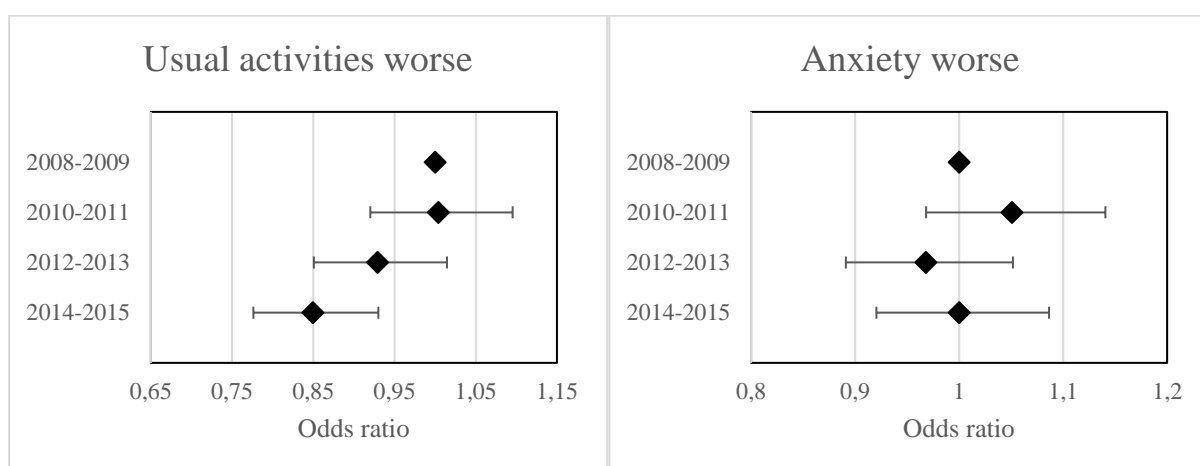 Usual activities worse
2008-2009
2010-2011
2012-2013
2014-2015
0,65 0,75 0,85 0,95 1,05 1,15
Odds ratio
Anxiety worse
2008-2009
2010-2011
2012-2013
2014-2015
0,8 0,9 1 1,1 1,2
Odds ratio